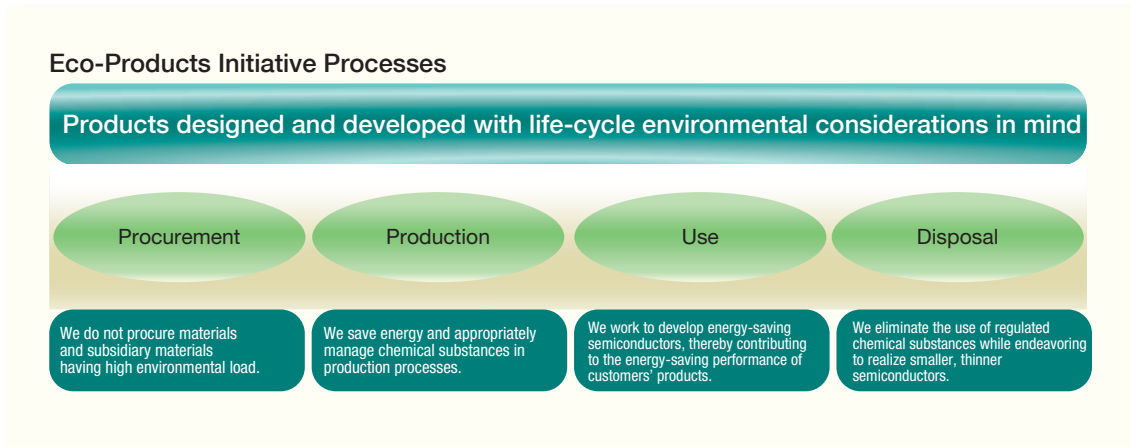 Eco-Products Initiative Processes
Products designed and developed with life-cycle environmental considerations in mind
Procurement
Production
Use
Disposal
We do not procure materials
and subsidiary materials
having high environmental load.
We save energy and appropriately
manage chemical substances in
production processes.
We work to develop energy-saving
semiconductors, thereby contributing
to the energy-saving performance of
customers’ products.
We eliminate the use of regulated
chemical substances while endeavoring
to realize smaller, thinner
semiconductors.